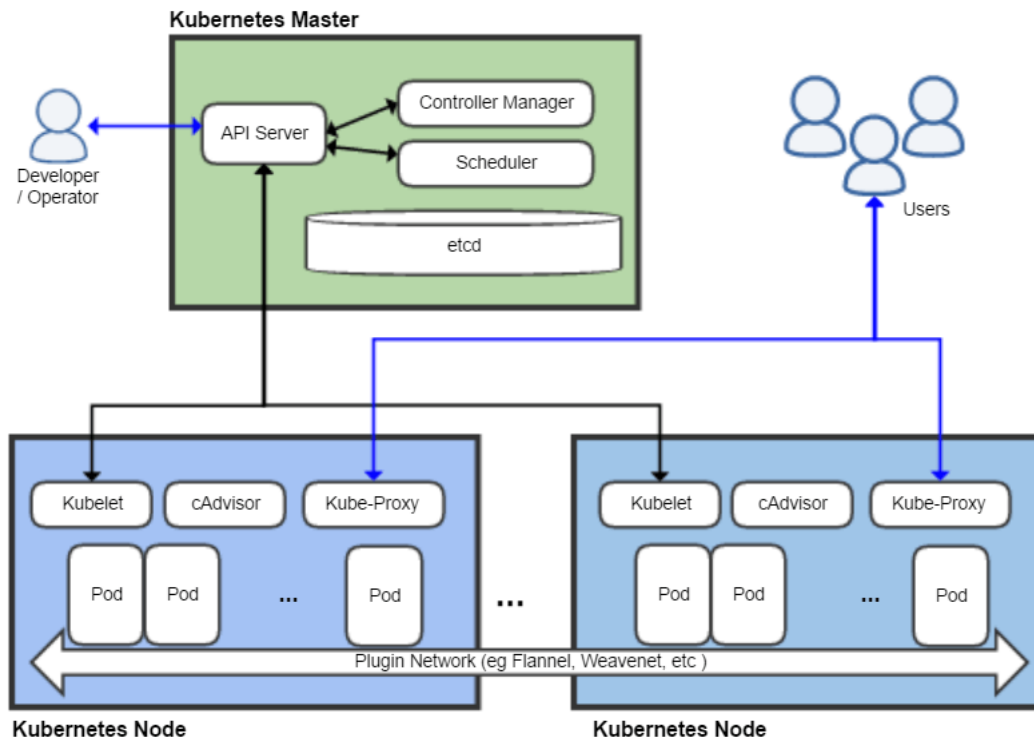 Kubernetes Master
API Server
Controller Manager
Scheduler
etcd
Developer
/ Operator
Users
Kubelet
cAdvisor
Kube-Proxy
Pod
Pod
...
Pod
...
Kubelet
cAdvisor
Kube-Proxy
Pod
Pod
...
Pod
Plugin Network (eg Flannel, Weavenet, etc )
Kubernetes Node
Kubernetes Node